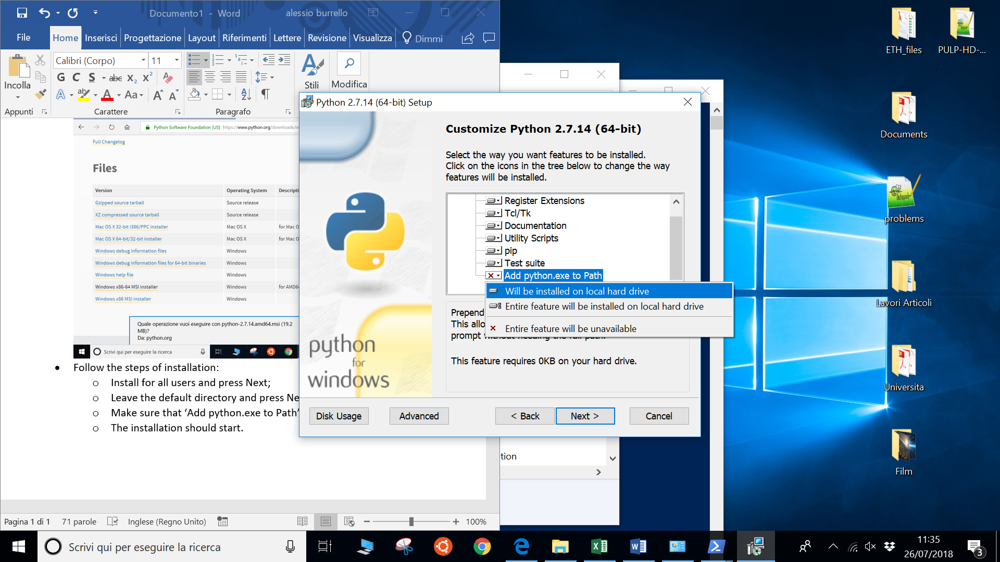 Documento1 - Word
alessio burrello
File
Home
Inserisci
Progettazione
Layout
Riferimenti
Lettere
Revisione
Visualizza
Dimmi
Incolla
Calibri (Corpo)
11
G C S abc X2 X2
Aa
Stili
Modifica
Appunti
Carattere
Paragrafo
Python Software Foundation [US] https://www.python.org/downloads/re
Full Changelog
Files
Version Operating System Descripti
Gzipped source tarball Source release
XZ compressed source tarball Source release
Mac OS X 32-bit i386/PPC installer Mac OS X for Mac O
Mac OS X 64-bit/32-bit installer Mac OS X for Mac O
Windows debug information files Windows
Windows debug information files for 64-bit binaries Windows
Windows help file Windows
Windows x86-64 MSI installer Windows for AMD6
Windows x86 MSI installer Windows
Quale operazione vuoi eseguire con python-2.7.14.amd64.msi (19.2
MB)?
Da: python.org
Scrivi qui per eseguire la ricerca
• Follow the steps of installation:
o Install for all users and press Next;
o Leave the default directory and press Ne
o Make sure that ‘Add python.exe to Path’
o The installation should start.
Pagina 1 di 1 71 parole Inglese (Regno Unito) 100%
Python 2.7.14 (64-bit) Setup
Customize Python 2.7.14 (64-bit)
Select the way you want features to be installed.
Click on the icons in the tree below to change the way
features will be installed.
Register Extensions
Tcl/Tk
Documentation
Utility Scripts
pip
Test suite
Add python.exe to Path
Will be installed on local hard drive
Entire feature will be installed on local hard drive
Entire feature will be unavailable
Prepend
This allo
prompt without needing the full path.
This feature requires 0KB on your hard drive.
python
for
windows
Disk Usage
Advanced
< Back
Next >
Cancel
tion
ETH_files
PULP-HD-...
Documents
Notepad++
problems
Lavori Articoli
Universita
Film
Scrivi qui per eseguire la ricerca
11:35
26/07/2018
3